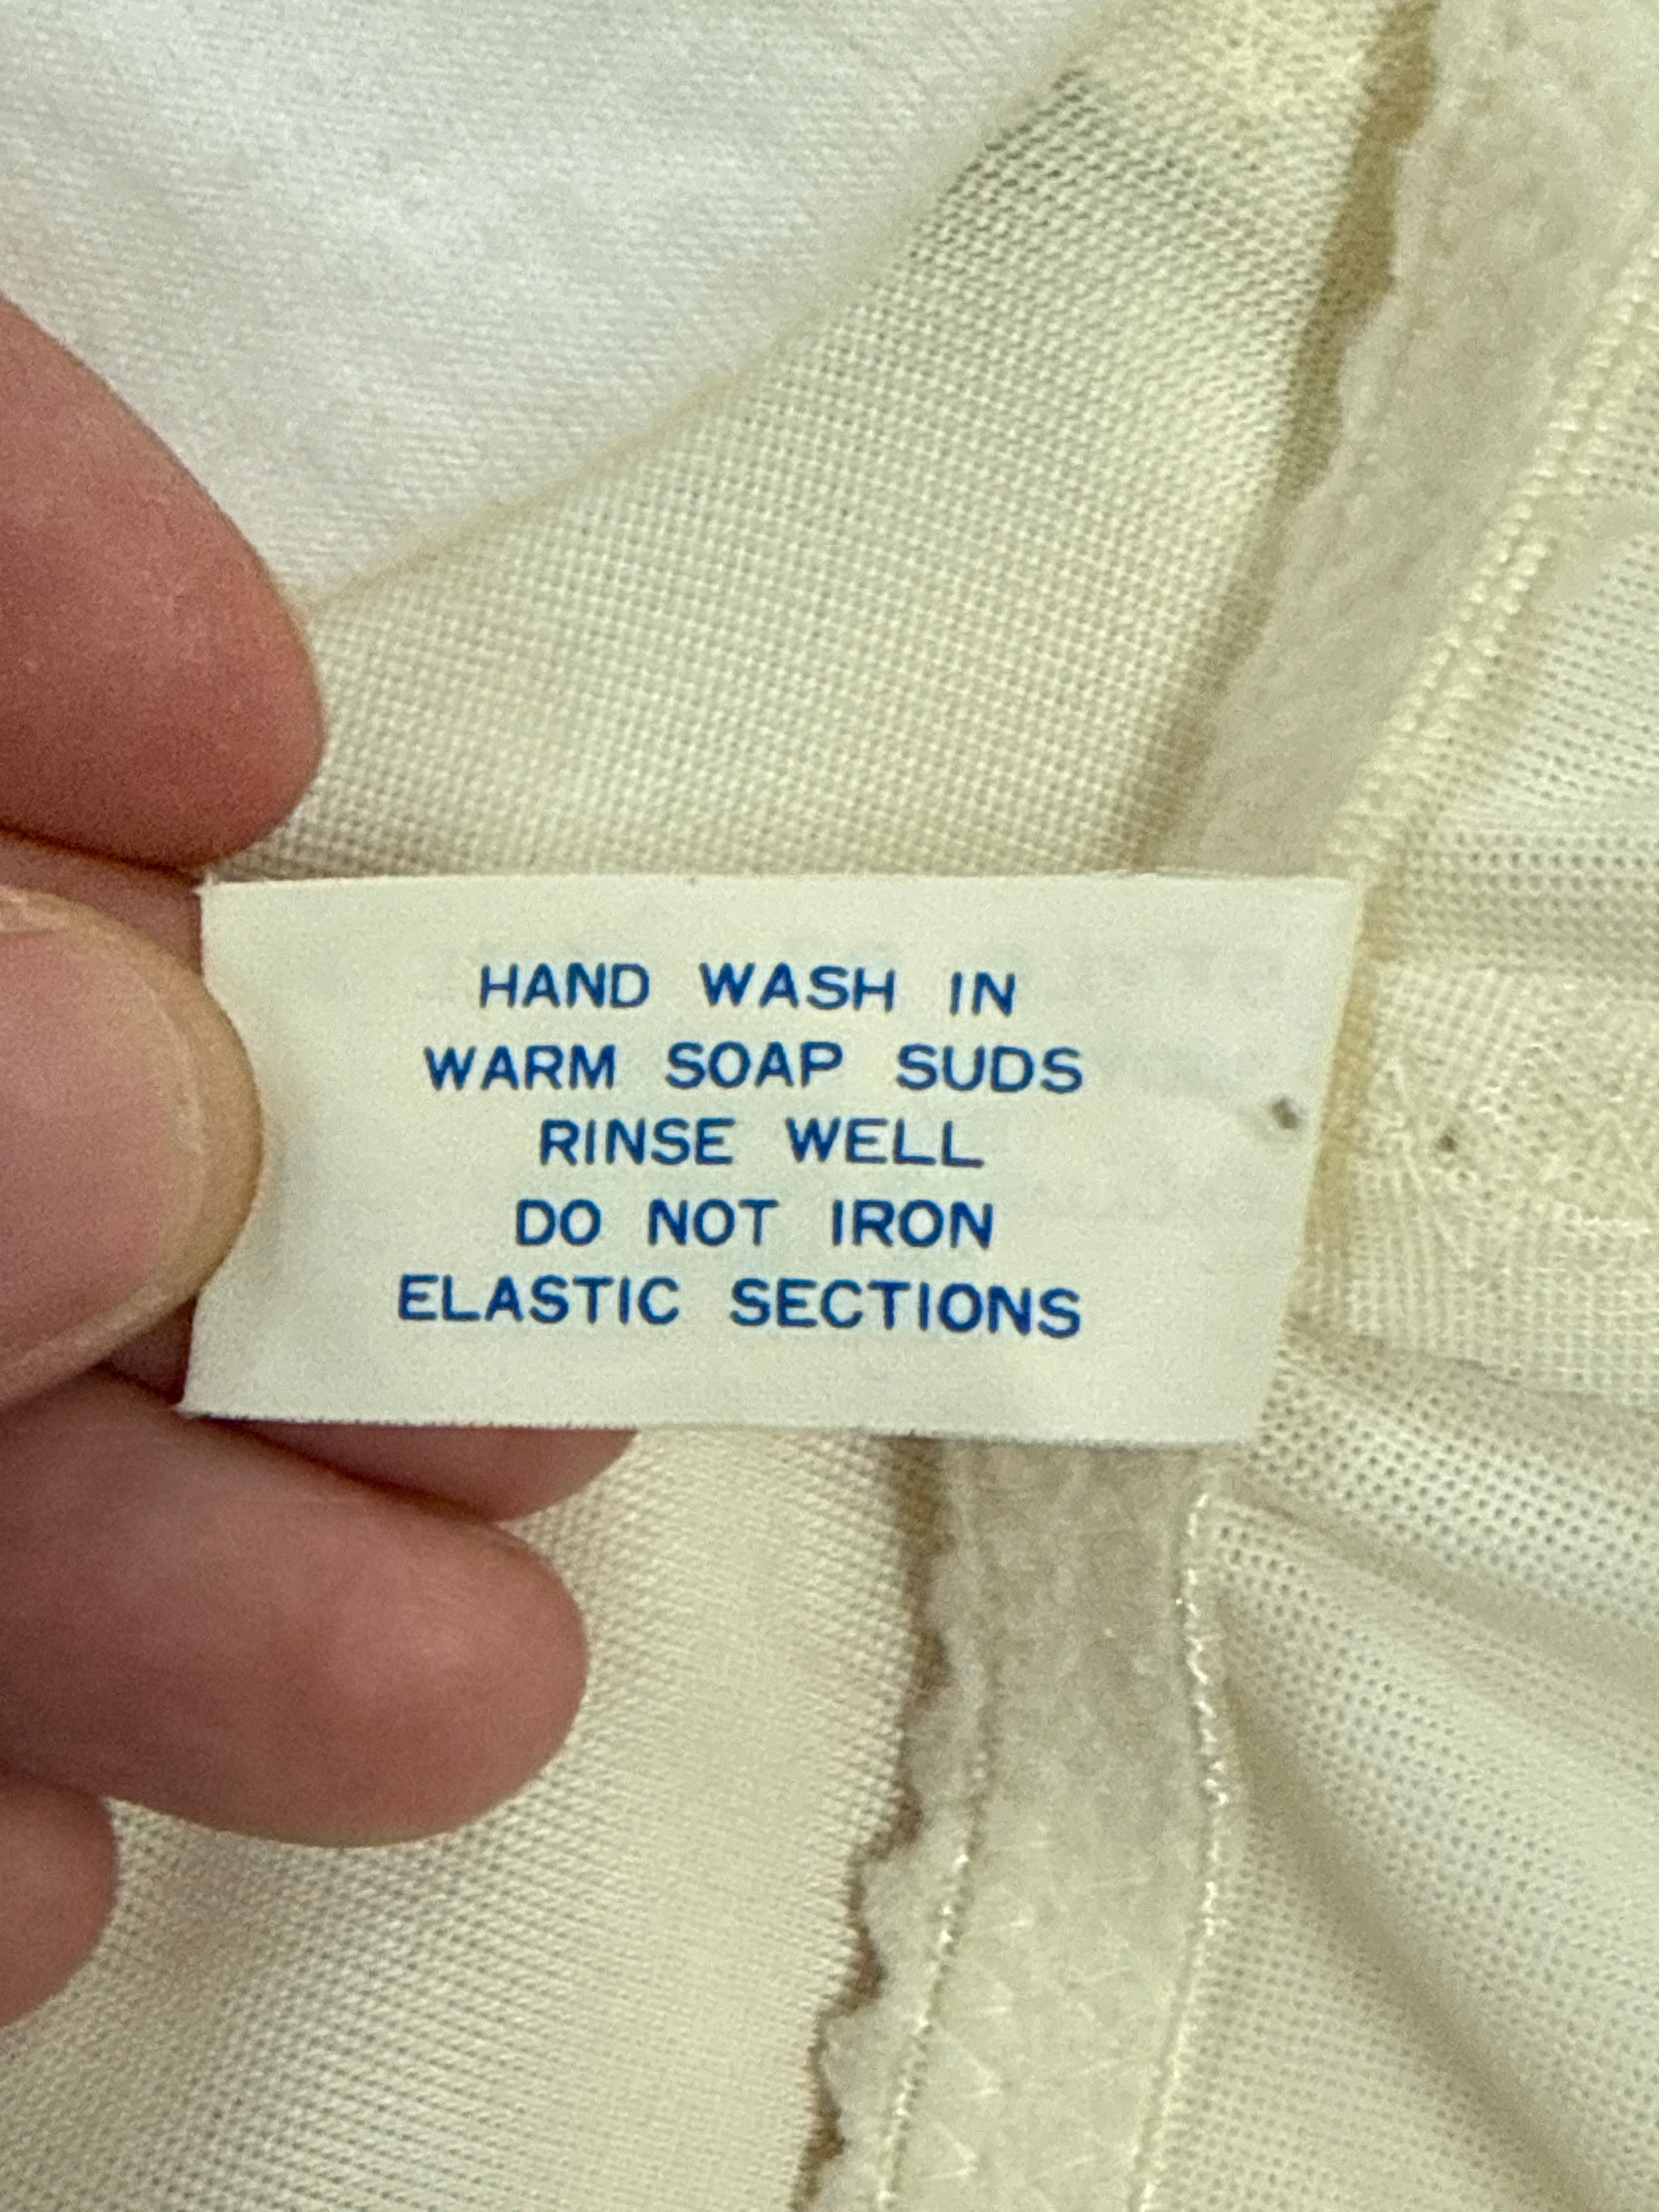 HAND WASH IN
WARM SOAP SUDS
RINSE WELL
DO NOT IRON
ELASTIC SECTIONS